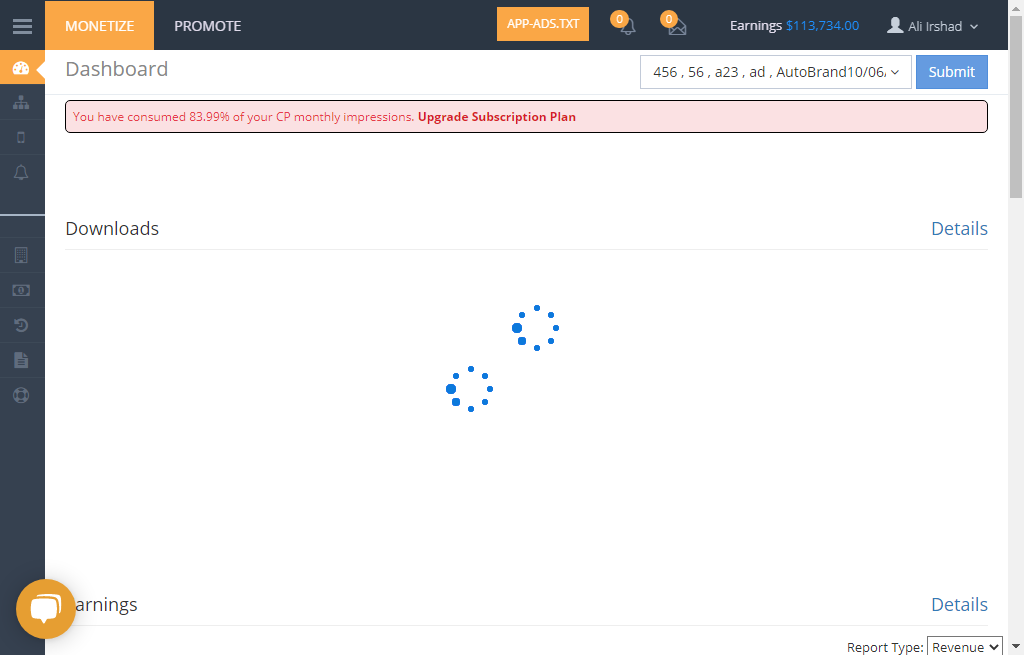 MONETIZE
PROMOTE
APP-ADS.TXT
0
0
Earnings $113,734.00
Ali Irshad
Dashboard
456 , 56 , a23 , ad , AutoBrand10/06/
Submit
You have consumed 83.99% of your CP monthly impressions. Upgrade Subscription Plan
Downloads
Details
arnings
Details
Report Type: Revenue